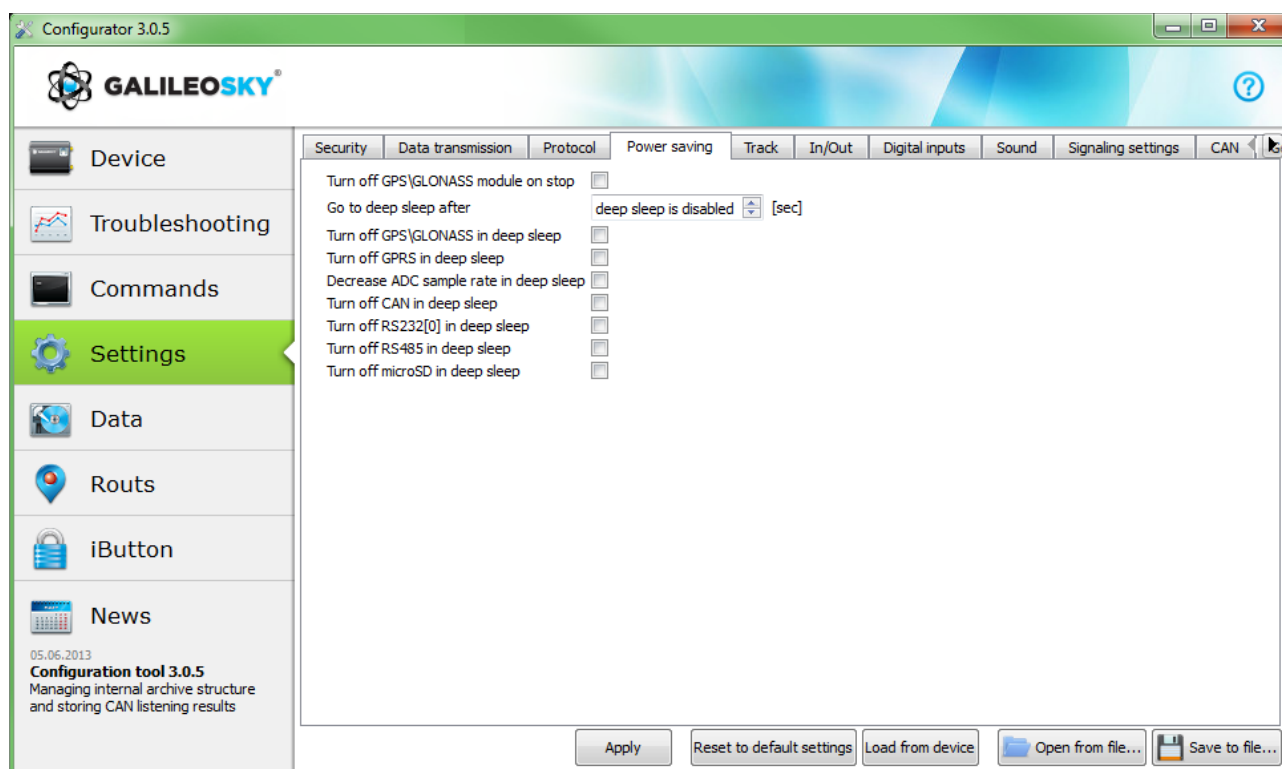 Configurator 3.0.5
GALILEOSKY®
?
Device
Troubleshooting
Commands
Settings
Data
Routs
iButton
News
05.06.2013
Configuration tool 3.0.5
Managing internal archive structure
and storing CAN listening results
Security Data transmission Protocol Power saving Track In/Out Digital inputs Sound Signaling settings CAN
Turn off GPS\GLONASS module on stop
Go to deep sleep after deep sleep is disabled [sec]
Turn off GPS\GLONASS in deep sleep
Turn off GPRS in deep sleep
Decrease ADC sample rate in deep sleep
Turn off CAN in deep sleep
Turn off RS232[0] in deep sleep
Turn off RS485 in deep sleep
Turn off microSD in deep sleep
Apply Reset to default settings Load from device Open from file... Save to file...